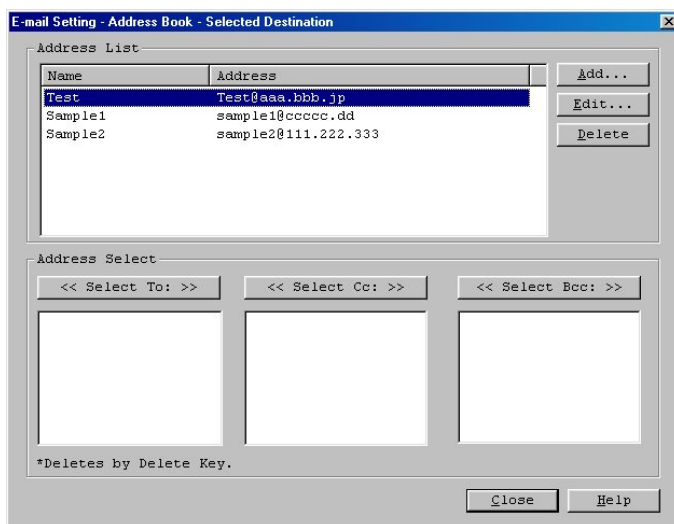 E-mail Setting - Address Book - Selected Destination
Address List
Name Address
Test Test@aaa.bbb.jp
Sample1 sample1@ccccc.dd
Sample2 sample2@111.222.333
Add...
Edit...
Delete
Address Select
<< Select To: >> << Select Cc: >> << Select Bcc: >>
*Deletes by Delete Key.
Close Help